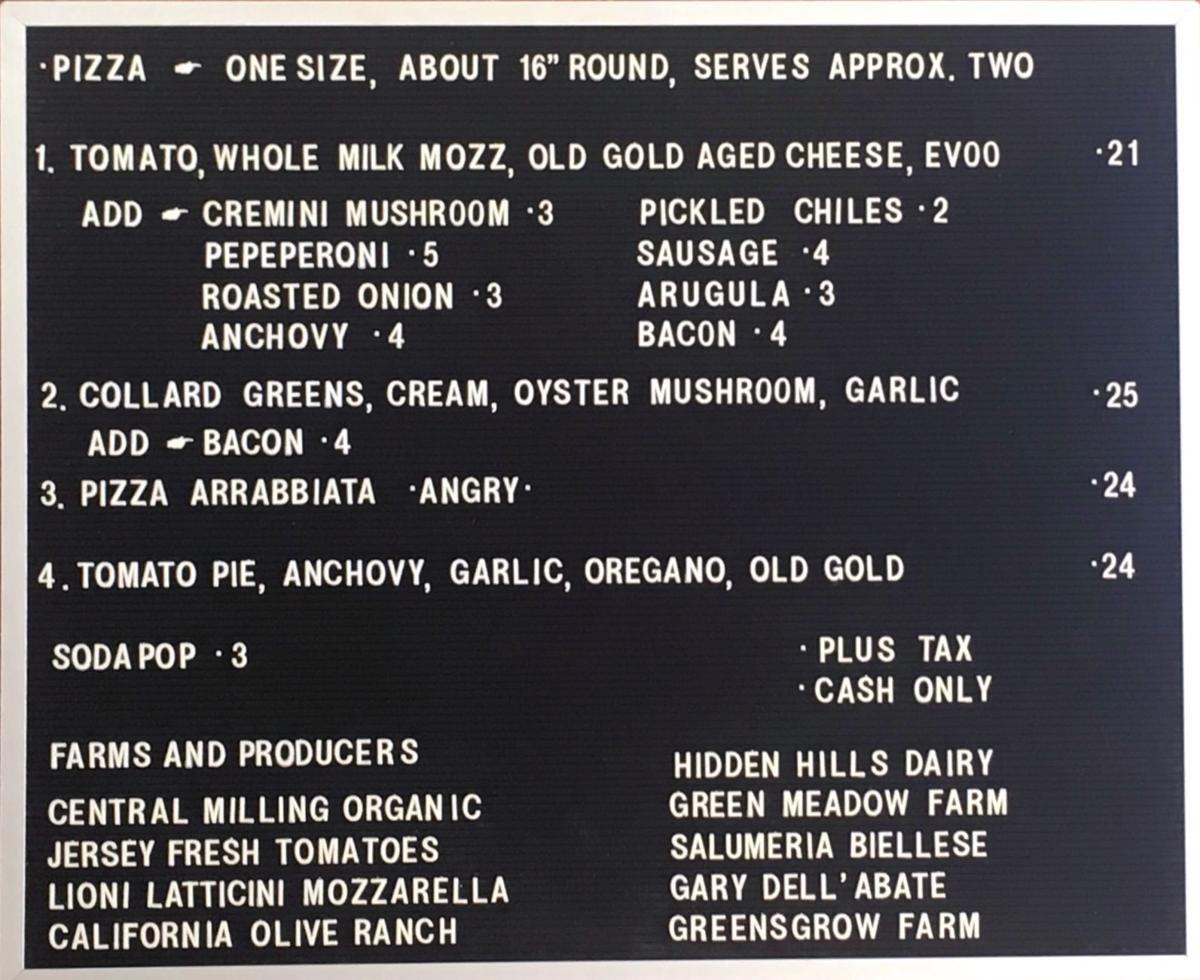 ·PIZZA ☛ ONE SIZE, ABOUT 16” ROUND, SERVES APPROX. TWO
1. TOMATO, WHOLE MILK MOZZ, OLD GOLD AGED CHEESE, EVOO ·21
ADD ☛ CREMINI MUSHROOM ·3 PICKLED CHILES ·2
PEPEPERONI ·5 SAUSAGE ·4
ROASTED ONION ·3 ARUGULA ·3
ANCHOVY ·4 BACON ·4
2. COLLARD GREENS, CREAM, OYSTER MUSHROOM, GARLIC ·25
ADD ☛ BACON ·4
3. PIZZA ARRABBIATA ·ANGRY· ·24
4. TOMATO PIE, ANCHOVY, GARLIC, OREGANO, OLD GOLD ·24
SODA POP ·3
· PLUS TAX
· CASH ONLY
FARMS AND PRODUCERS
CENTRAL MILLING ORGANIC
JERSEY FRESH TOMATOES
LIONI LATTICINI MOZZARELLA
CALIFORNIA OLIVE RANCH
HIDDEN HILLS DAIRY
GREEN MEADOW FARM
SALUMERIA BIELLESE
GARY DELL'ABATE
GREENSGROW FARM